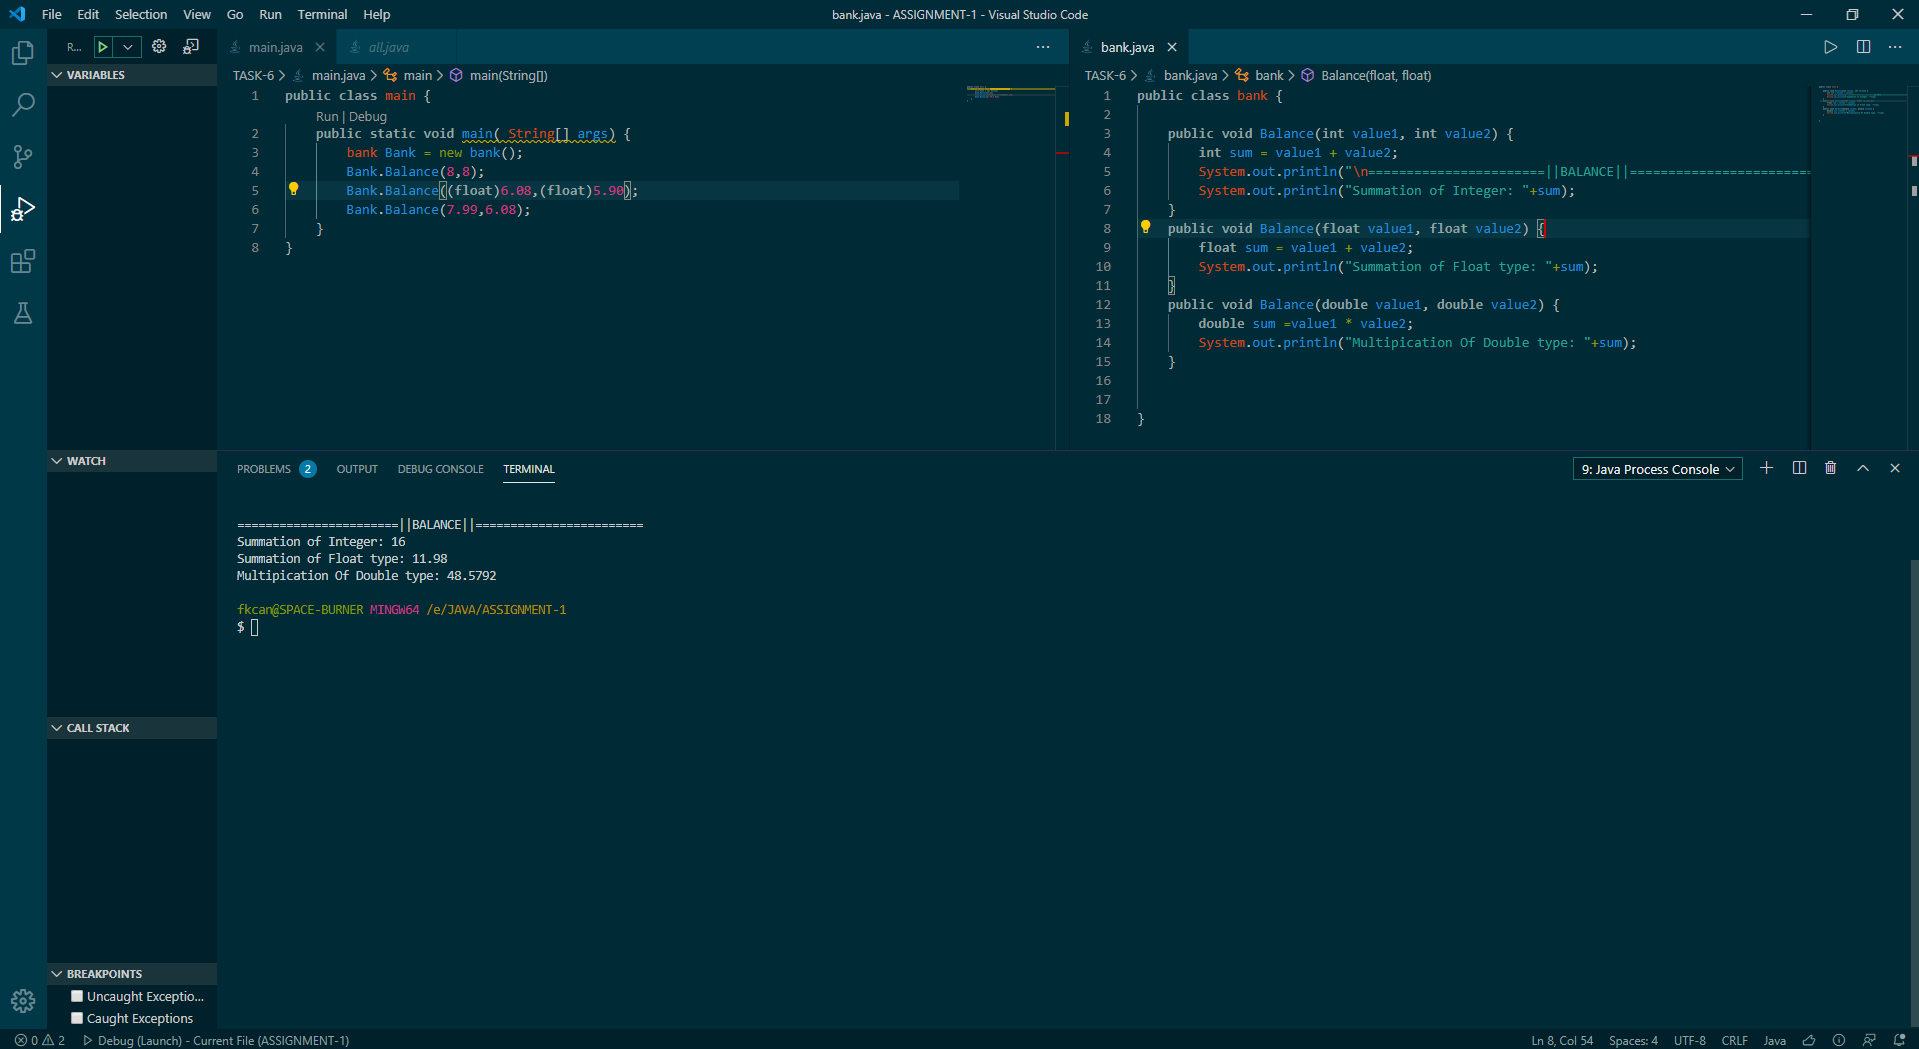 File Edit Selection View Go Run Terminal Help
bank.java - ASSIGNMENT-1 - Visual Studio Code
R...
VARIABLES
WATCH
CALL STACK
BREAKPOINTS
Uncaught Exceptio...
Caught Exceptions
main.java all.java
TASK-6 > main.java > main > main(String[])
1 public class main {
Run | Debug
2 public static void main( String[] args) {
3 bank Bank = new bank();
4 Bank.Balance(8,8);
5 Bank.Balance((float)6.08,(float)5.90);
6 Bank.Balance(7.99,6.08);
7 }
8 }
bank.java
TASK-6 > bank.java > bank > Balance(float, float)
1 public class bank {
2
3 public void Balance(int value1, int value2) {
4 int sum = value1 + value2;
5 System.out.println("\n=======================||BALANCE||========================
6 System.out.println("Summation of Integer: "+sum);
7 }
8 public void Balance(float value1, float value2) {
9 float sum = value1 + value2;
10 System.out.println("Summation of Float type: "+sum);
11 }
12 public void Balance(double value1, double value2) {
13 double sum =value1 * value2;
14 System.out.println("Multipication Of Double type: "+sum);
15 }
16
17
18 }
PROBLEMS 2 OUTPUT DEBUG CONSOLE TERMINAL
9: Java Process Console
=======================||BALANCE||========================
Summation of Integer: 16
Summation of Float type: 11.98
Multipication Of Double type: 48.5792
fkcan@SPACE-BURNER MINGW64 /e/JAVA/ASSIGNMENT-1
$
0 2 Debug (Launch) - Current File (ASSIGNMENT-1)
Ln 8, Col 54 Spaces: 4 UTF-8 CRLF Java